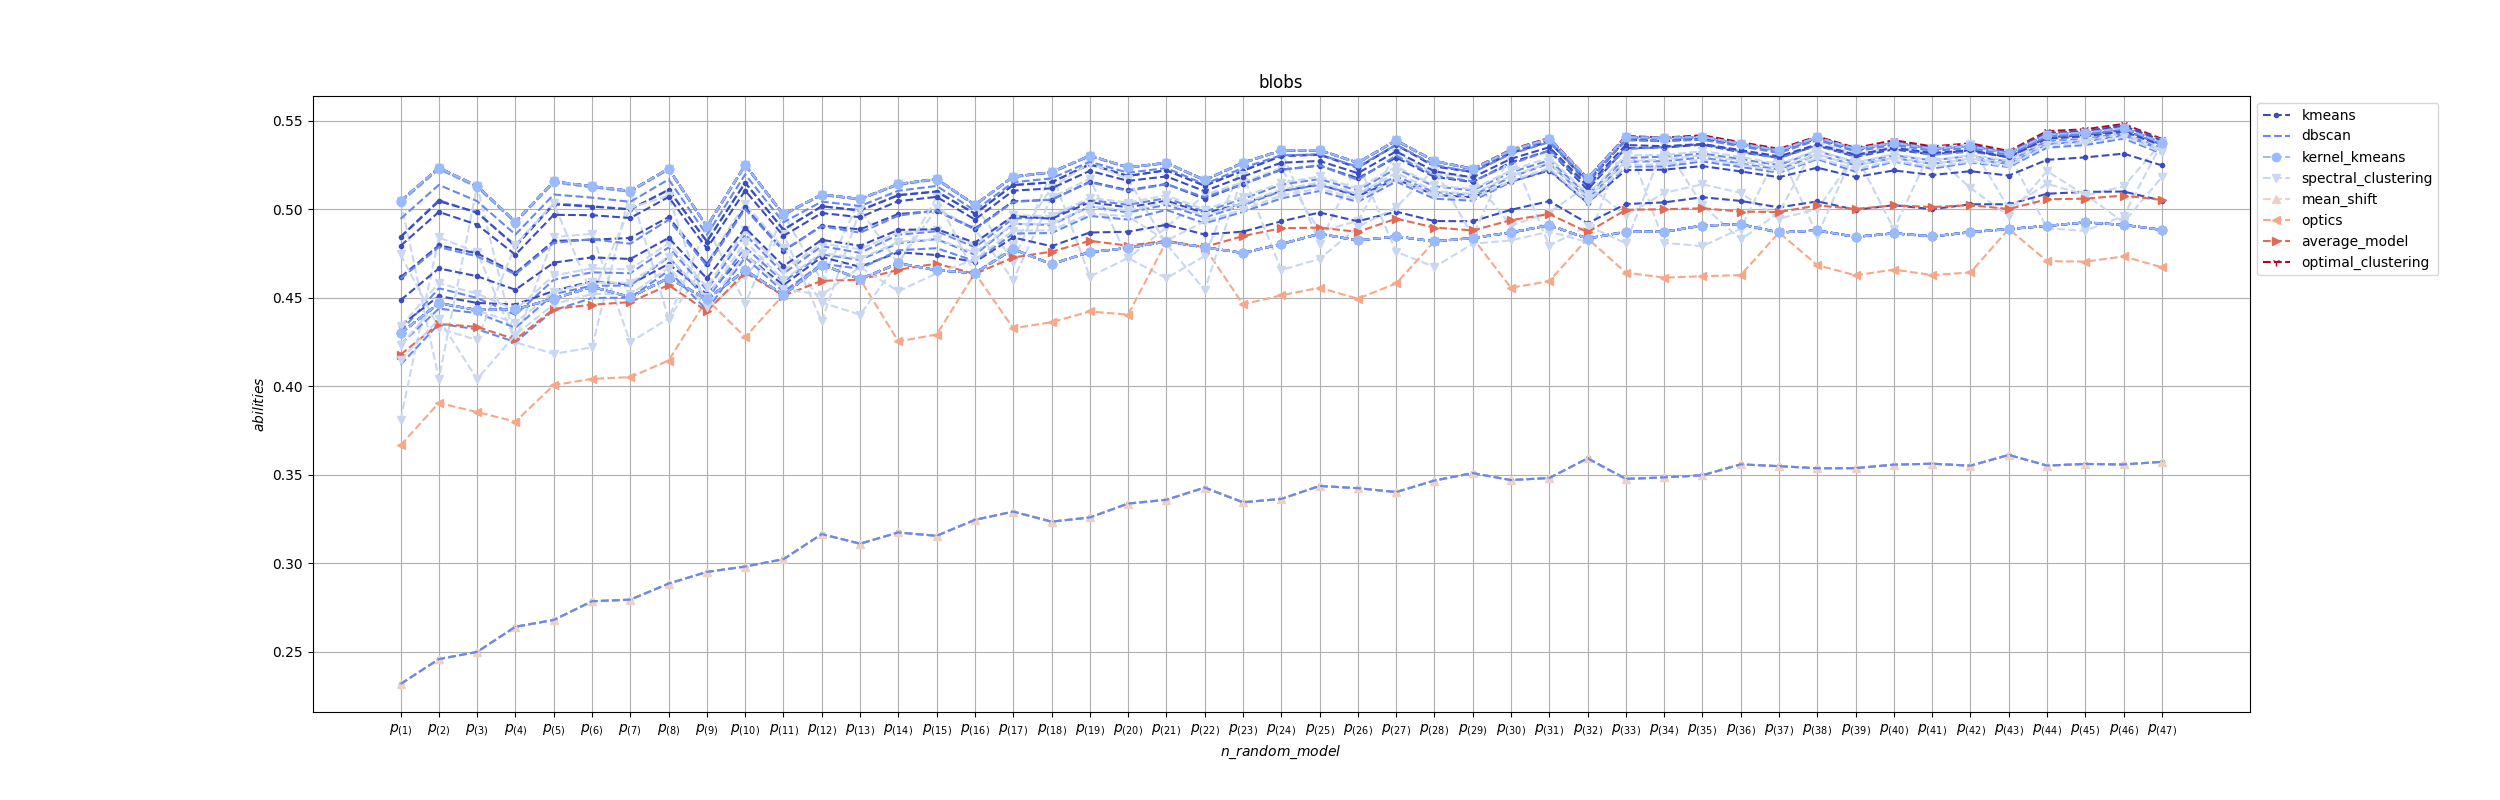 blobs
0.55
0.50
0.45
0.40
0.35
0.30
0.25
abilities
p(1) p(2) p(3) p(4) p(5) p(6) p(7) p(8) p(9) p(10) p(11) p(12) p(13) p(14) p(15) p(16) p(17) p(18) p(19) p(20) p(21) p(22) p(23) p(24) p(25) p(26) p(27) p(28) p(29) p(30) p(31) p(32) p(33) p(34) p(35) p(36) p(37) p(38) p(39) p(40) p(41) p(42) p(43) p(44) p(45) p(46) p(47)
n_random_model
kmeans
dbscan
kernel_kmeans
spectral_clustering
mean_shift
optics
average_model
optimal_clustering